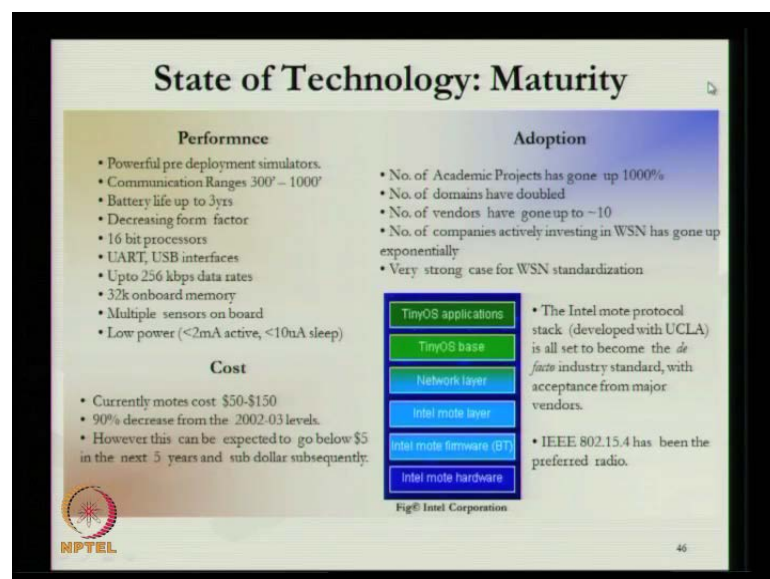 State of Technology: Maturity
Performnce
• Powerful pre deployment simulators.
• Communication Ranges 300' – 1000'
• Battery life up to 3yrs
• Decreasing form factor
• 16 bit processors
• UART, USB interfaces
• Upto 256 kbps data rates
• 32k onboard memory
• Multiple sensors on board
• Low power (<2mA active, <10uA sleep)
Cost
• Currently motes cost $50-$150
• 90% decrease from the 2002-03 levels.
• However this can be expected to go below $5
in the next 5 years and sub dollar subsequently.
Adoption
• No. of Academic Projects has gone up 1000%
• No. of domains have doubled
• No. of vendors have gone up to ~10
• No. of companies actively investing in WSN has gone up
exponentially
• Very strong case for WSN standardization
TinyOS applications
TinyOS base
Network layer
Intel mote layer
Intel mote firmware (BT)
Intel mote hardware
Fig© Intel Corporation
• The Intel mote protocol
stack (developed with UCLA)
is all set to become the de
facto industry standard, with
acceptance from major
vendors.
• IEEE 802.15.4 has been the
preferred radio.
NPTEL
46